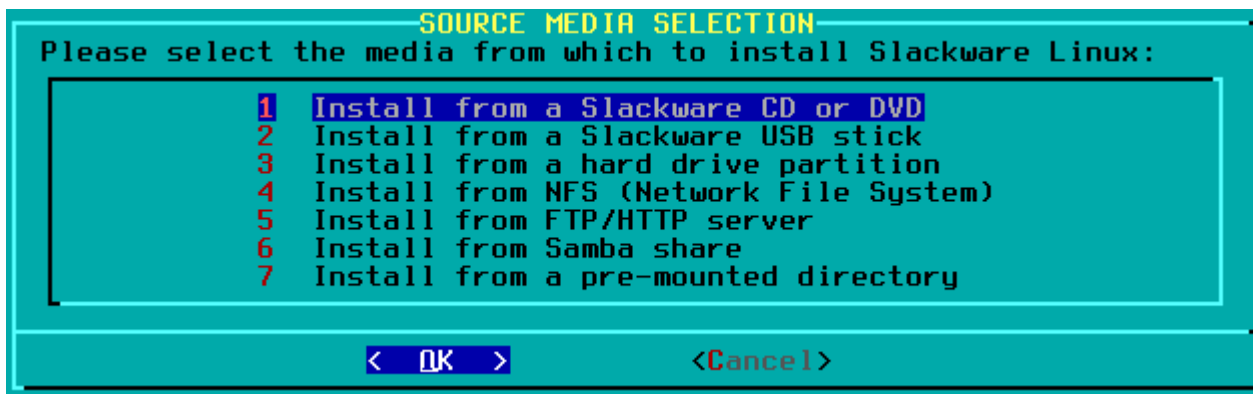 SOURCE MEDIA SELECTION
Please select the media from which to install Slackware Linux:
1 Install from a Slackware CD or DVD
2 Install from a Slackware USB stick
3 Install from a hard drive partition
4 Install from NFS (Network File System)
5 Install from FTP/HTTP server
6 Install from Samba share
7 Install from a pre-mounted directory
< OK > <Cancel>